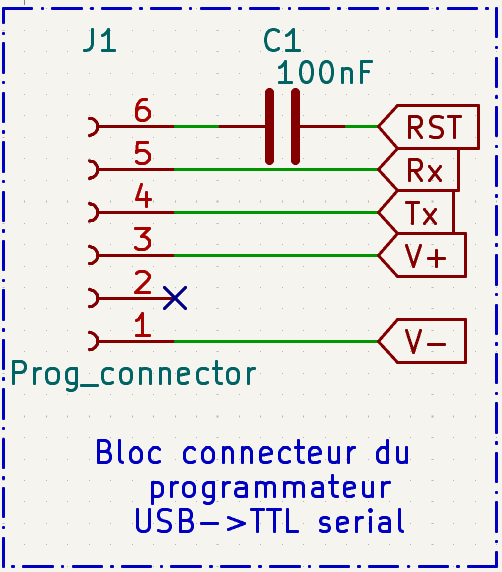 J1
C1
100nF
6
RST
5
Rx
4
Tx
3
V+
2
1
V-
Prog_connector
Bloc connecteur du
programmateur
USB->TTL serial